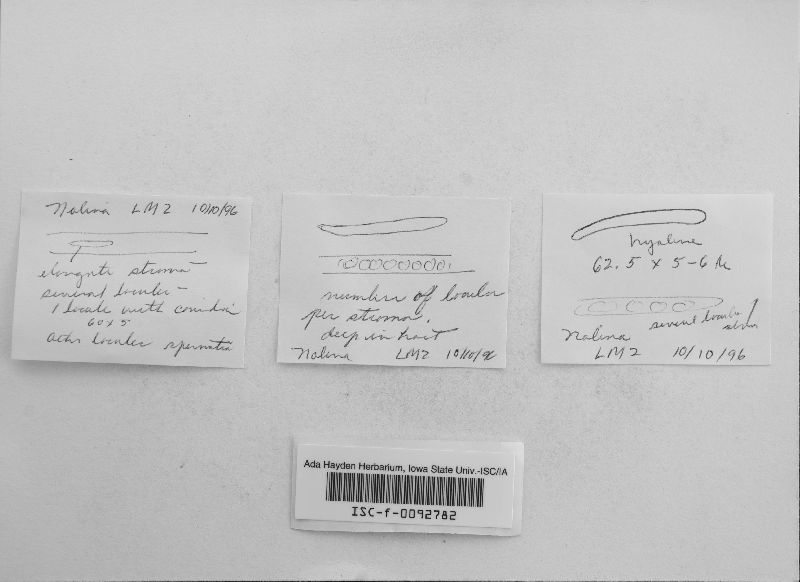 Nolina LM2 10/10/96
elongate stroma
several locules -
1 locule with conidia
60 x 5
other locules spermatia
number of locules
per stroma.
deep in host
Nolina LM2 10/10/96
hyaline
62.5 x 5-6 µ
several locules /
Nolina
LM2 10/10/96
Ada Hayden Herbarium, Iowa State Univ.-ISC/IA
ISC-f-0092782